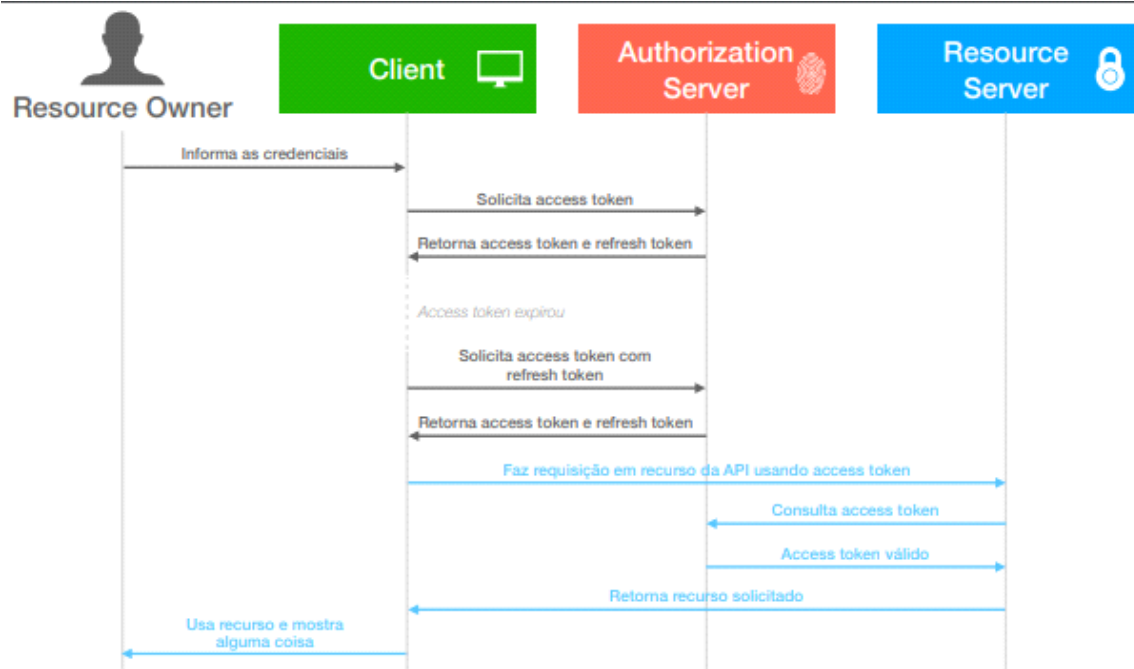 Resource Owner
Client
Authorization
Server
Resource
Server
Informa as credenciais
Solicita access token
Retorna access token e refresh token
Access token expirou
Solicita access token com
refresh token
Retorna access token e refresh token
Faz requisição em recurso da API usando access token
Consulta access token
Access token válido
Retorna recurso solicitado
Usa recurso e mostra
alguma coisa